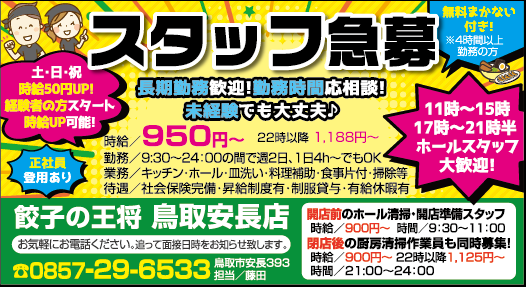 スタッフ急募
無料まかない
付き!
※4時間以上
勤務の方
土・日・祝
時給50円UP!
経験者の方スタート
時給UP可能!
長期勤務歓迎!勤務時間応相談!
未経験でも大丈夫♪
正社員
登用あり
11時〜15時
17時〜21時半
ホールスタッフ
大歓迎!
時給/950円〜 22時以降 1,188円〜
勤務/9:30〜24:00の間で週2日、1日4h〜でもOK
業務/キッチン・ホール・皿洗い・料理補助・食事片付・掃除等
待遇/社会保険完備・昇給制度有・制服貸与・有給休暇有
餃子の王将 鳥取安長店
お気軽にお電話ください。追って面接日時をお知らせ致します。
☎0857-29-6533
鳥取市安長393
担当/藤田
開店前のホール清掃・開店準備スタッフ
時給/900円〜 時間/9:30〜11:00
閉店後の厨房清掃作業員も同時募集!
時給/900円〜 22時以降1,125円〜
時間/21:00〜24:00